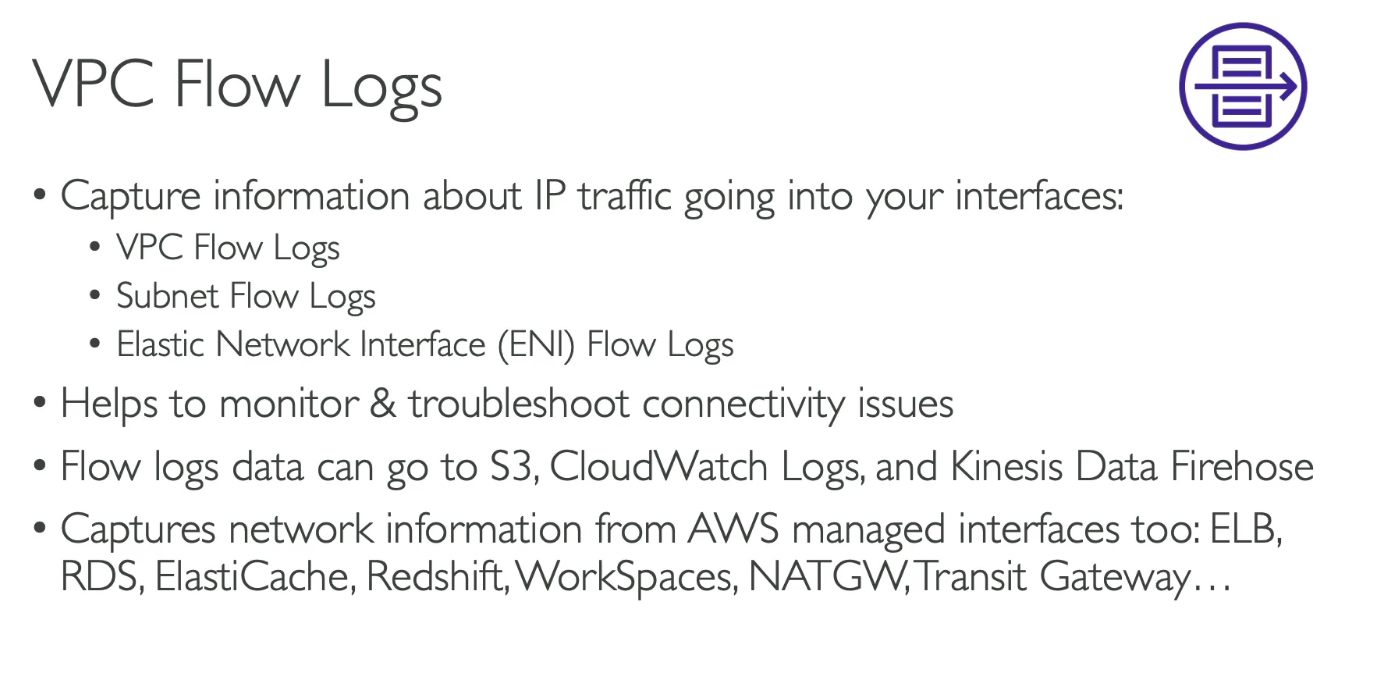 VPC Flow Logs
• Capture information about IP traffic going into your interfaces:
• VPC Flow Logs
• Subnet Flow Logs
• Elastic Network Interface (ENI) Flow Logs
• Helps to monitor & troubleshoot connectivity issues
• Flow logs data can go to S3, CloudWatch Logs, and Kinesis Data Firehose
• Captures network information from AWS managed interfaces too: ELB,
RDS, ElastiCache, Redshift, WorkSpaces, NATGW, Transit Gateway…